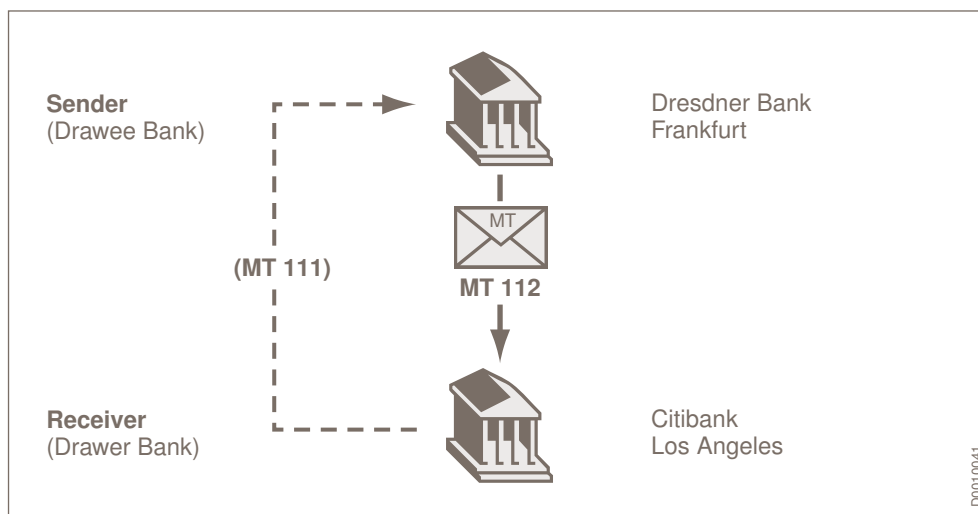 Sender
(Drawee Bank)
Dresdner Bank
Frankfurt
MT
(MT 111)
MT 112
Receiver
(Drawer Bank)
Citibank
Los Angeles
D0010041